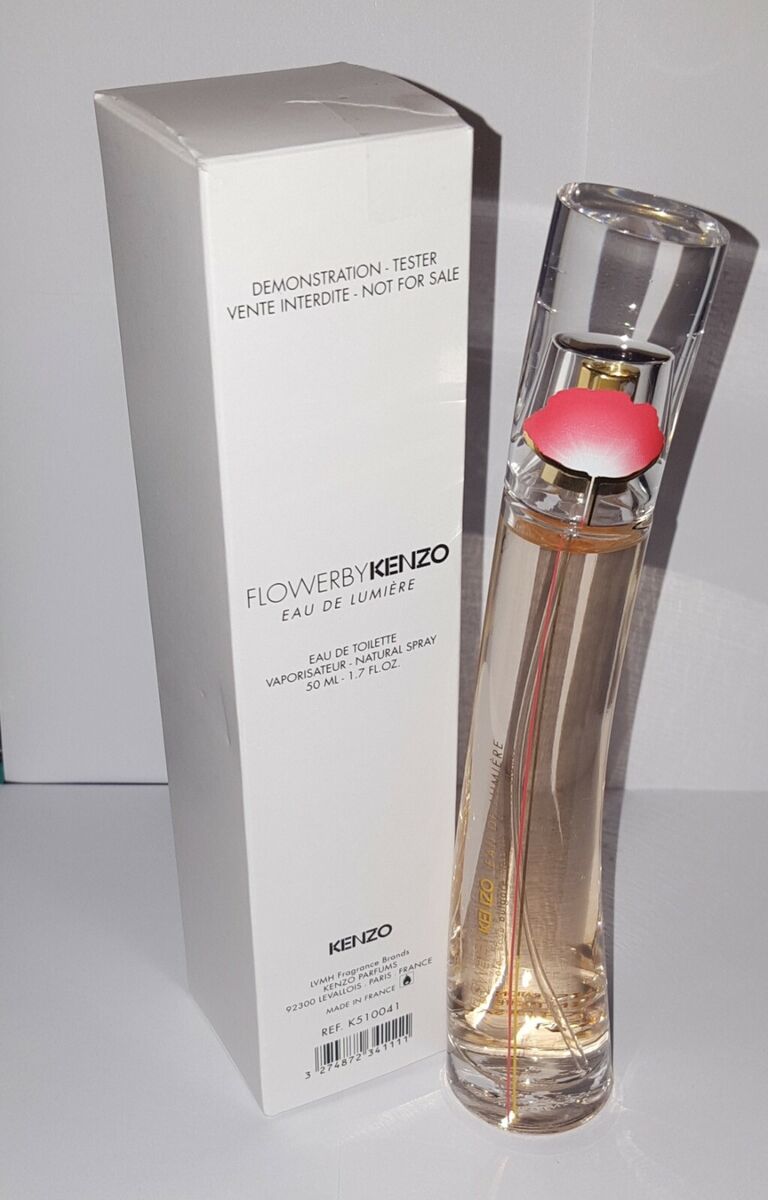 DEMONSTRATION - TESTER
VENTE INTERDITE - NOT FOR SALE
FLOWERBYKENZO
EAU DE LUMIÈRE
EAU DE TOILETTE
VAPORISATEUR - NATURAL SPRAY
50 ML - 1.7 FL.OZ.
KENZO
LVMH Fragrance Brands
KENZO PARFUMS
92300 LEVALLOIS . PARIS . FRANCE
MADE IN FRANCE
REF. K510041
3 274872 341111
KENZO EAU DE LUMIÈRE